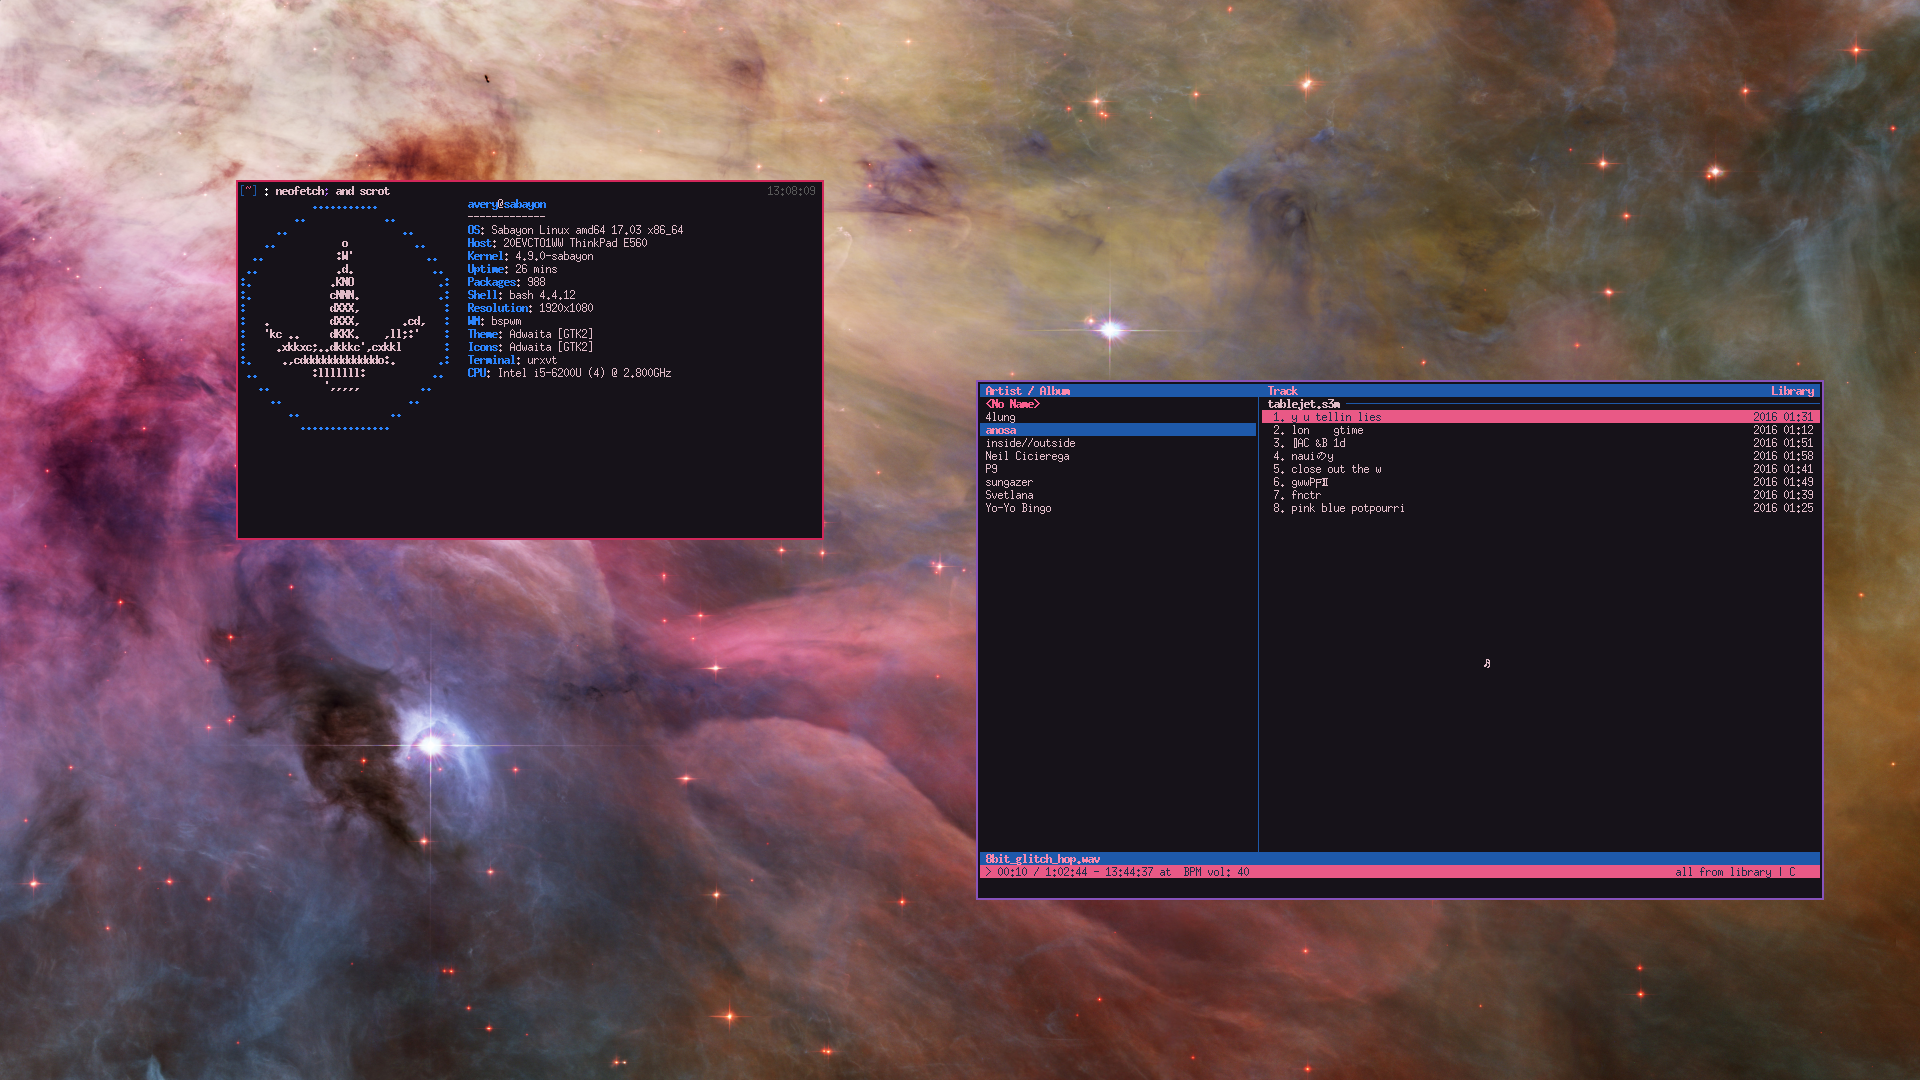 [~] : neofetch; and scrot 13:08:09
avery@sabayon
-------------
OS: Sabayon Linux amd64 17.03 x86_64
Host: 20EVCTO1WW ThinkPad E560
Kernel: 4.9.0-sabayon
Uptime: 26 mins
Packages: 988
Shell: bash 4.4.12
Resolution: 1920x1080
WM: bspwm
Theme: Adwaita [GTK2]
Icons: Adwaita [GTK2]
Terminal: urxvt
CPU: Intel i5-6200U (4) @ 2.800GHz
Artist / Album
<No Name>
4lung
anosa
inside//outside
Neil Cicierega
P9
sungazer
Svetlana
Yo-Yo Bingo
Track Library
tablejet.s3m
1. y u tellin lies 2016 01:31
2. lon gtime 2016 01:12
3. AC &B 1d 2016 01:51
4. nauiのy 2016 01:58
5. close out the w 2016 01:41
6. 2016 01:49
7. fnctr 2016 01:39
8. pink blue potpourri 2016 01:25
8bit_glitch_hop.wav
> 00:10 / 1:02:44 - 13:44:37 at BPM vol: 40 all from library | C